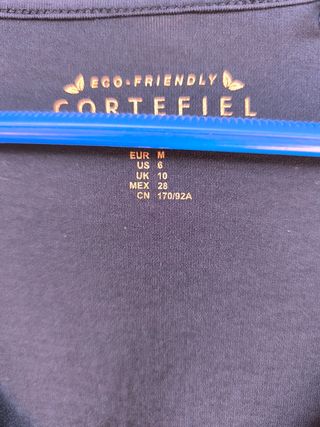 ECO-FRIENDLY
CORTEFIEL
EUR M
US 6
UK 10
MEX 28
CN 170/92A